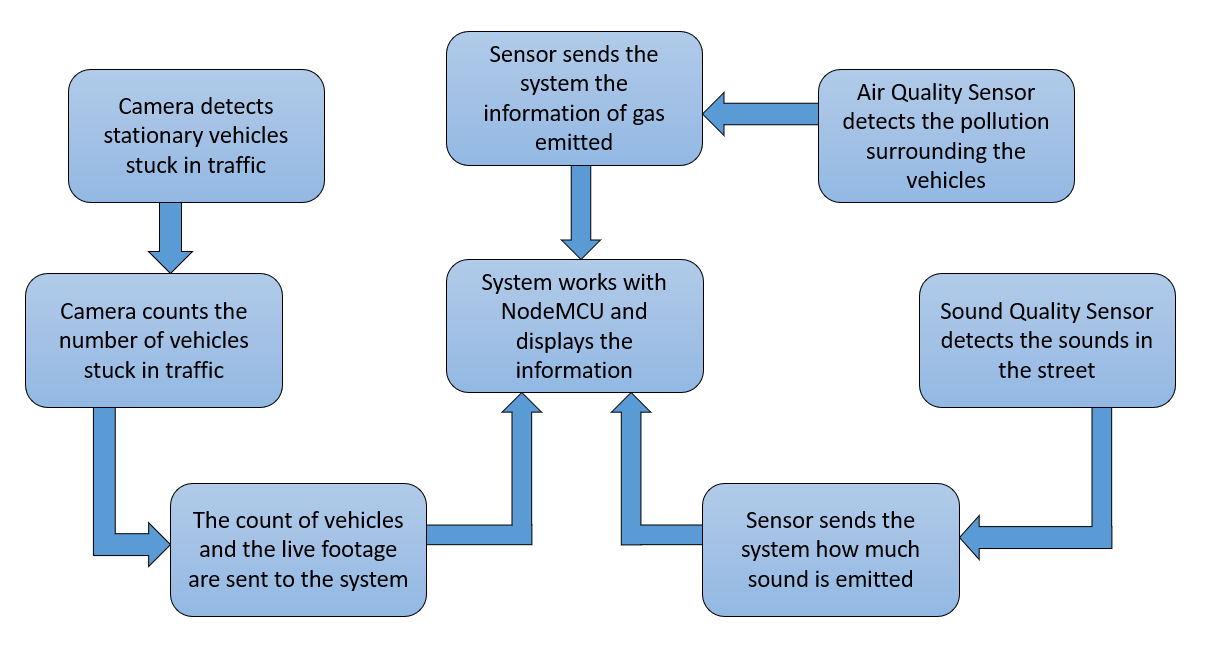 Camera detects
stationary vehicles
stuck in traffic
Sensor sends the
system the
information of gas
emitted
Air Quality Sensor
detects the pollution
surrounding the
vehicles
Camera counts the
number of vehicles
stuck in traffic
System works with
NodeMCU and
displays the
information
Sound Quality Sensor
detects the sounds in
the street
The count of vehicles
and the live footage
are sent to the system
Sensor sends the
system how much
sound is emitted